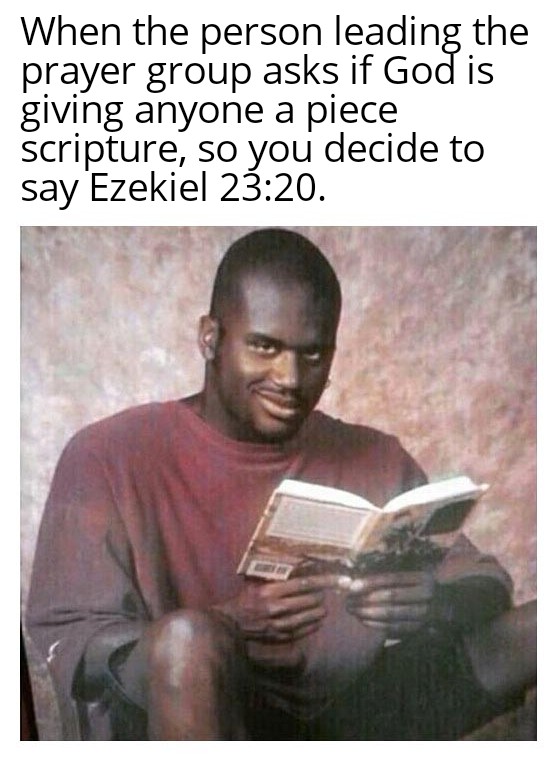 When the person leading the
prayer group asks if God is
giving anyone a piece
scripture, so you decide to
say Ezekiel 23:20.